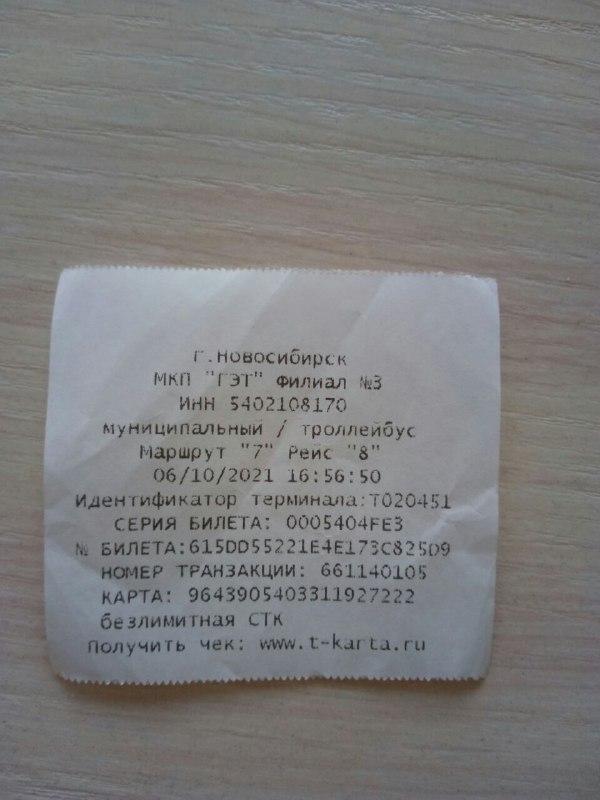 г.Новосибирск
МКП "ГЭТ" Филиал №3
ИНН 5402108170
муниципальный / троллейбус
Маршрут "7" Рейс "8"
06/10/2021 16:56:50
Идентификатор терминала:T020451
СЕРИЯ БИЛЕТА: 0005404FE3
№ БИЛЕТА:615DD55221E4E173C825D9
НОМЕР ТРАНЗАКЦИИ: 661140105
КАРТА: 9643905403311927222
безлимитная СТК
Получить чек: www.t-karta.ru